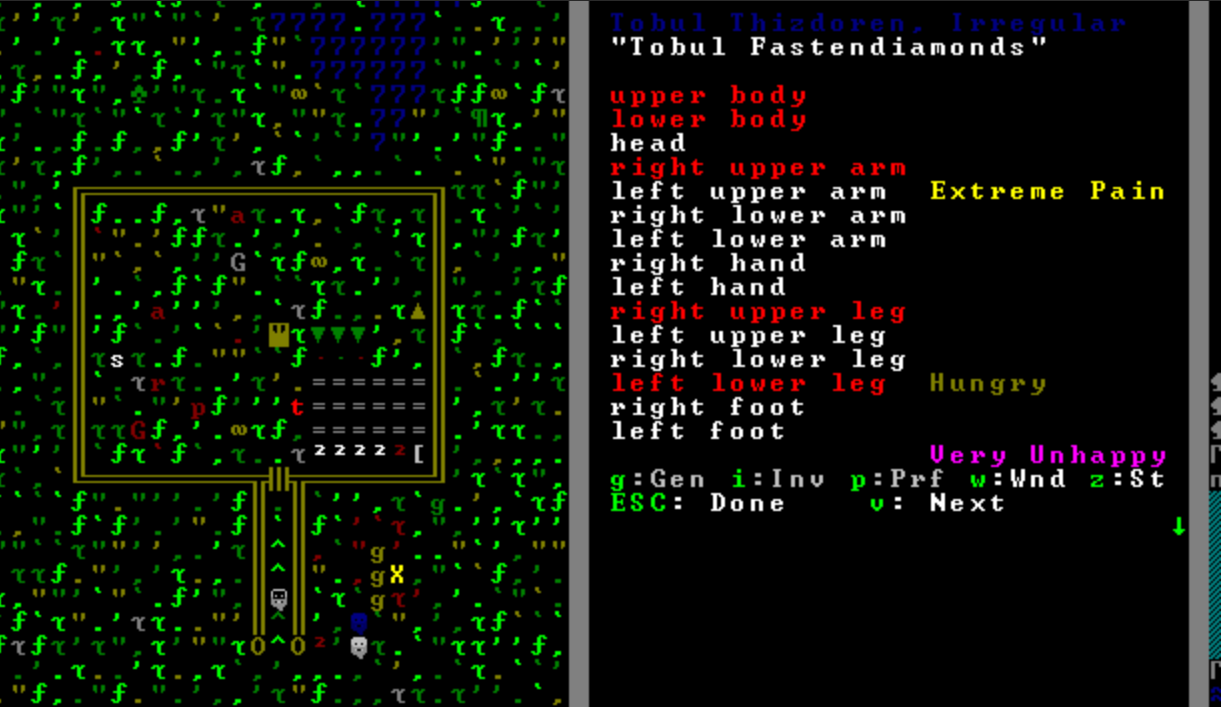 Tobul Thizdoren, Irregular
"Tobul Fastendiamonds"
upper body
lower body
head
right upper arm
left upper arm Extreme Pain
right lower arm
left lower arm
right hand
left hand
right upper leg
left upper leg
right lower leg
left lower leg Hungry
right foot
left foot
Very Unhappy
g:Gen i:Inv p:Prf w:Wnd z:St
ESC: Done v: Next